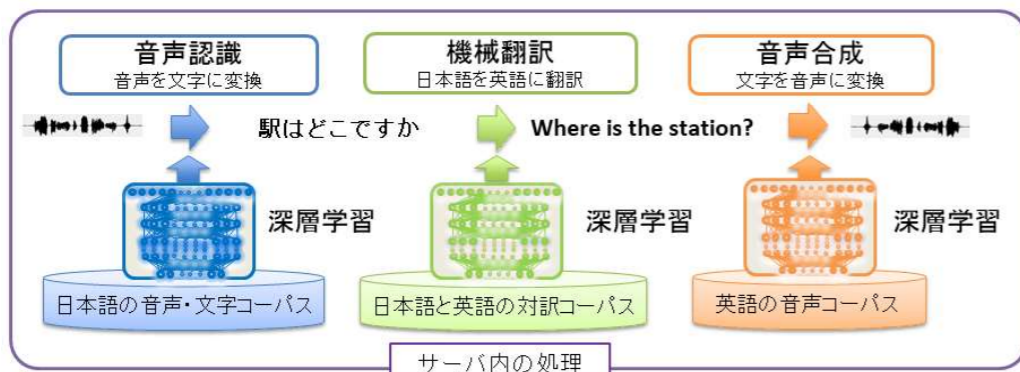 音声認識
音声を文字に変換
機械翻訳
日本語を英語に翻訳
音声合成
文字を音声に変換
駅はどこですか
Where is the station?
深層学習
深層学習
深層学習
日本語の音声・文字コーパス
日本語と英語の対訳コーパス
英語の音声コーパス
サーバ内の処理